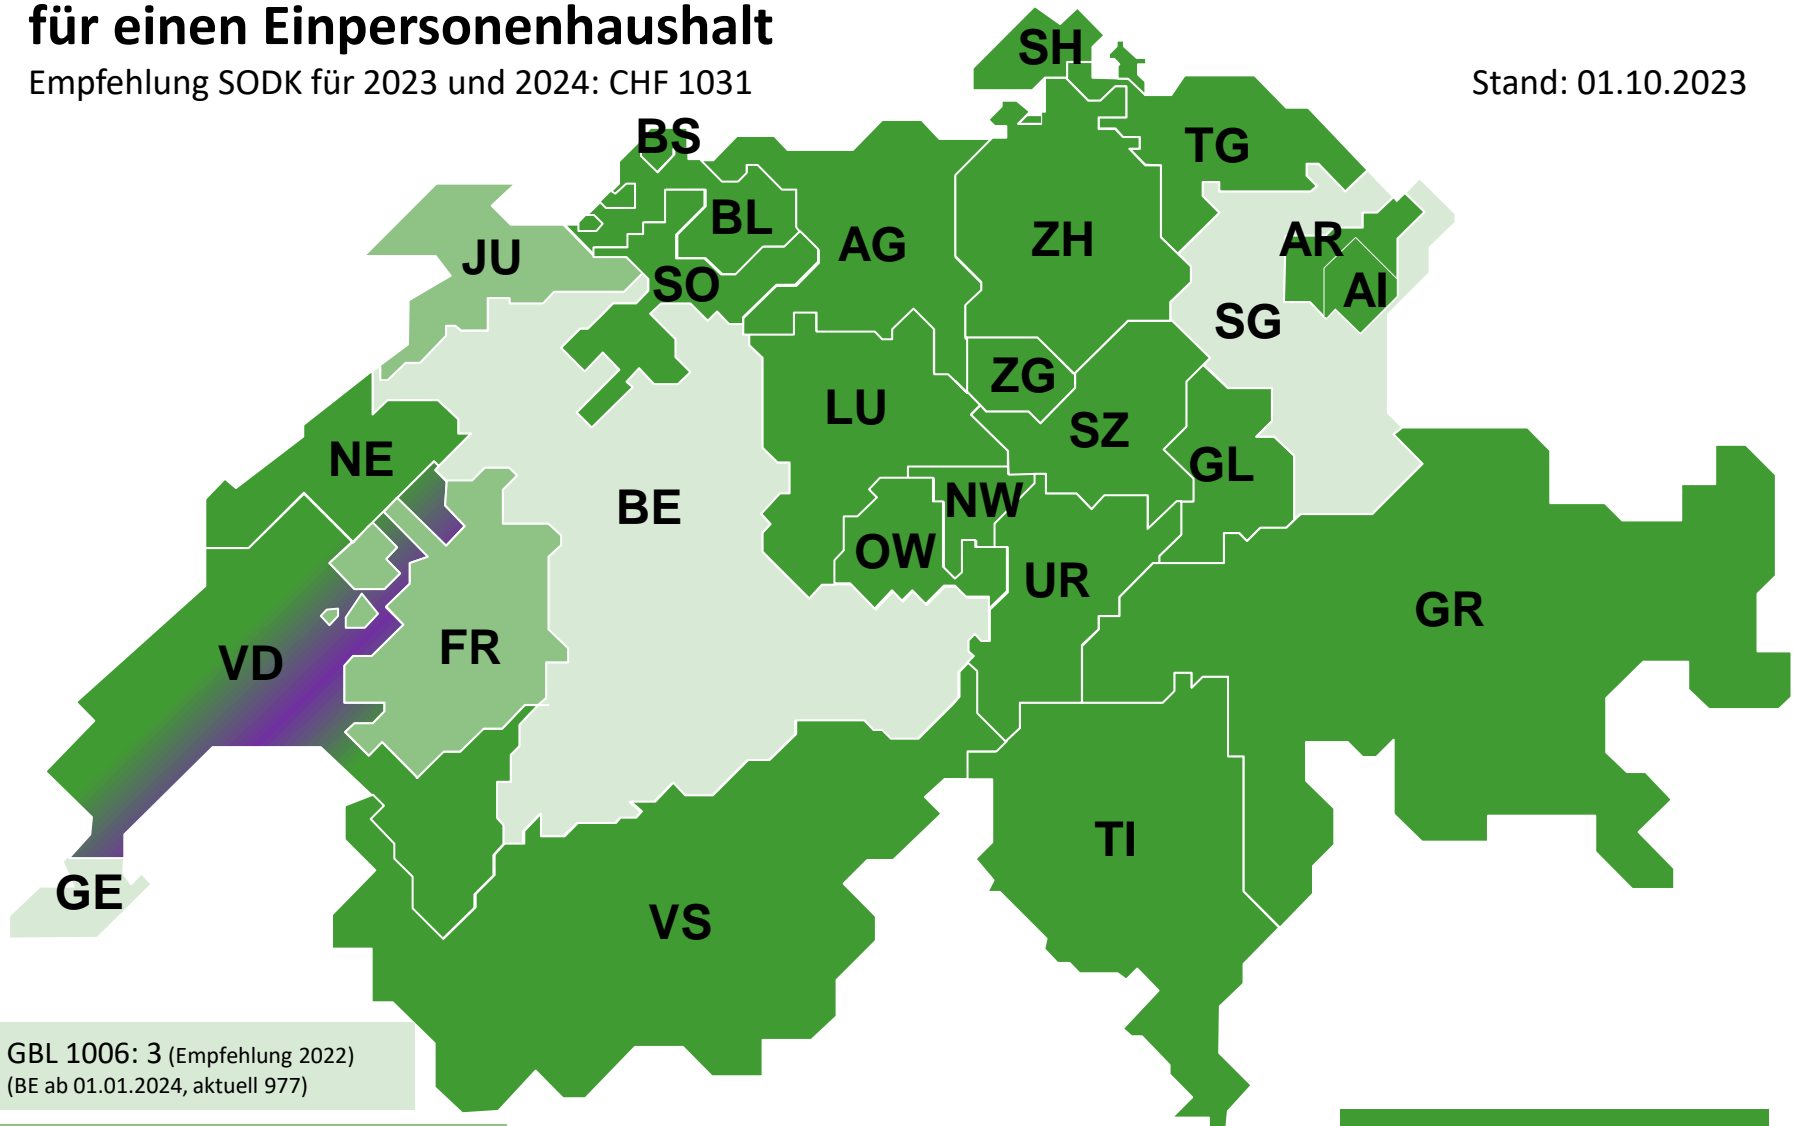 für einen Einpersonenhaushalt
Empfehlung SODK für 2023 und 2024: CHF 1031
Stand: 01.10.2023
SH
BS
TG
BL
AG
ZH
AR
JU
SO
AI
SG
ZG
LU
SZ
NE
GL
BE
NW
OW
UR
GR
FR
VD
TI
GE
VS
GBL 1006: 3 (Empfehlung 2022)
(BE ab 01.01.2024, aktuell 977)